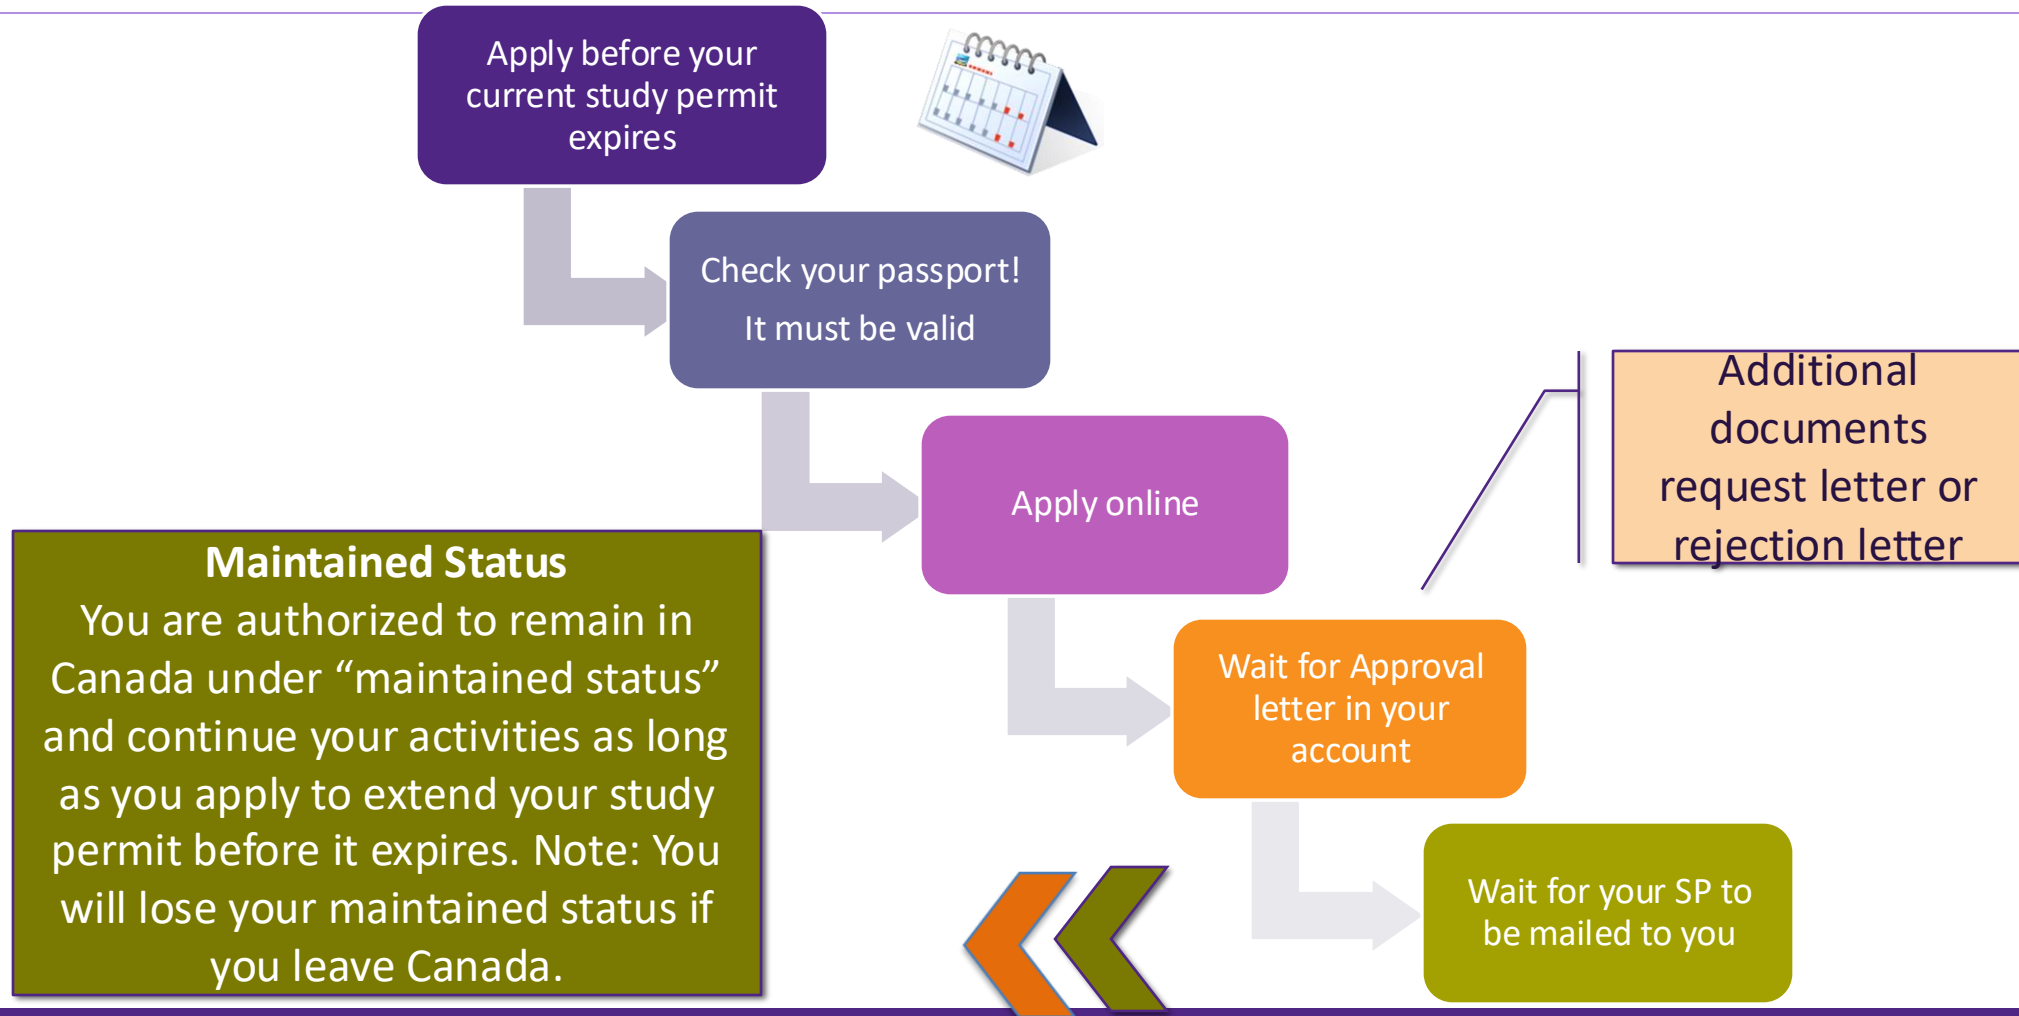 Apply before your
current study permit
expires
Check your passport!
It must be valid
Apply online
Additional
documents
request letter or
rejection letter
Maintained Status
You are authorized to remain in
Canada under “maintained status”
and continue your activities as long
as you apply to extend your study
permit before it expires. Note: You
will lose your maintained status if
you leave Canada.
Wait for Approval
letter in your
account
Wait for your SP to
be mailed to you